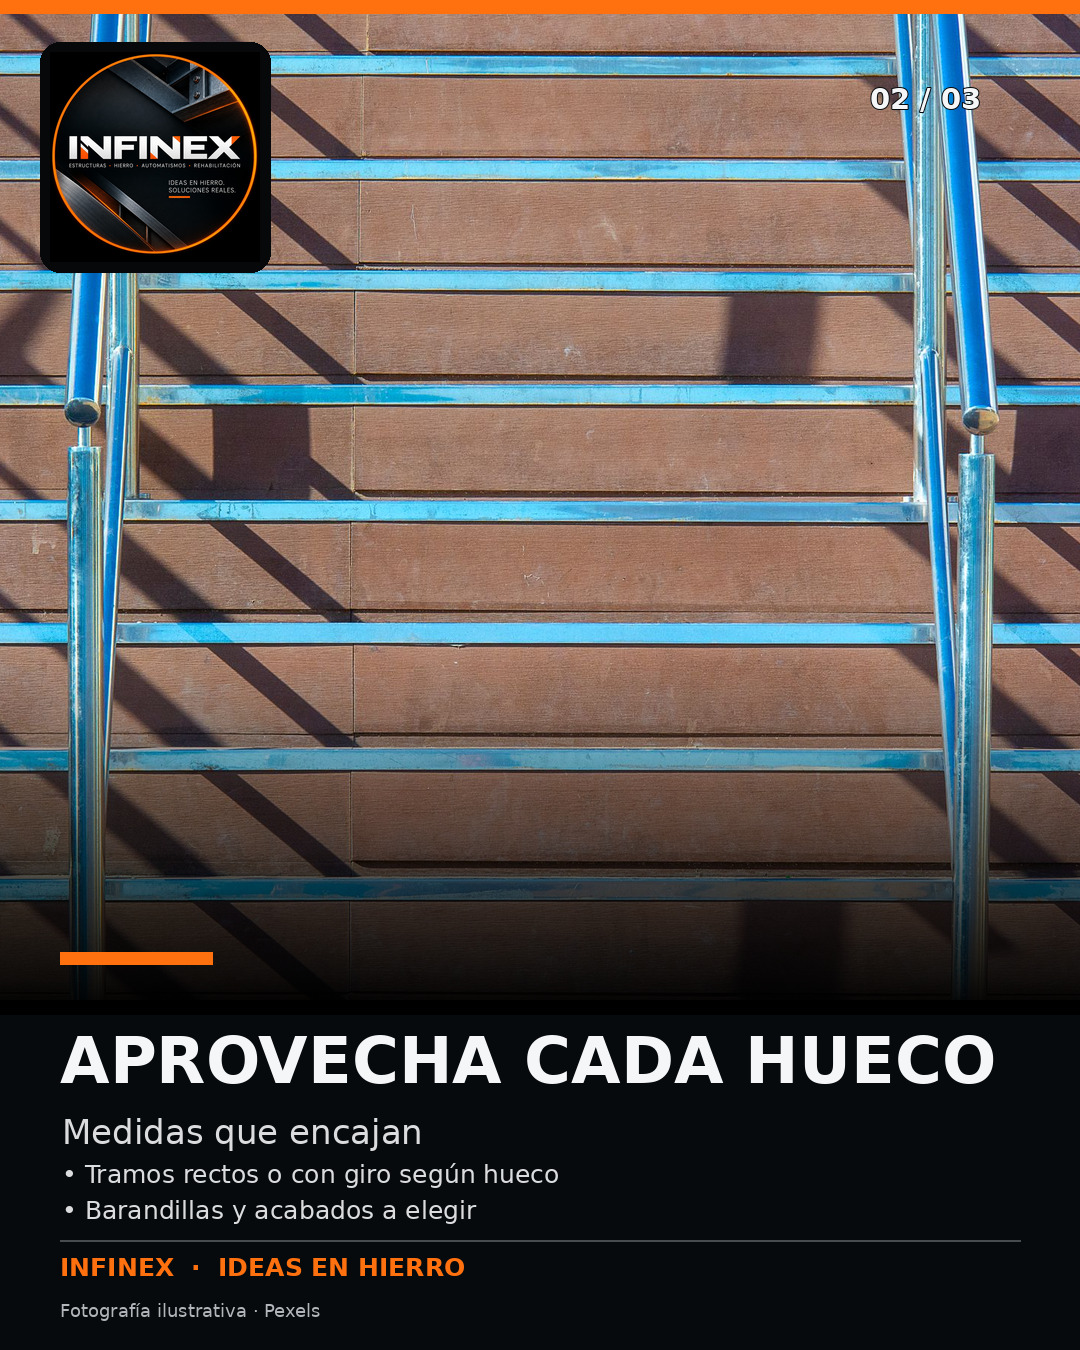 02 / 03
INFINEX
ESTRUCTURAS · HIERRO · AUTOMATISMOS · REHABILITACIÓN
IDEAS EN HIERRO.
SOLUCIONES REALES.
APROVECHA CADA HUECO
Medidas que encajan
• Tramos rectos o con giro según hueco
• Barandillas y acabados a elegir
INFINEX · IDEAS EN HIERRO
Fotografía ilustrativa · Pexels